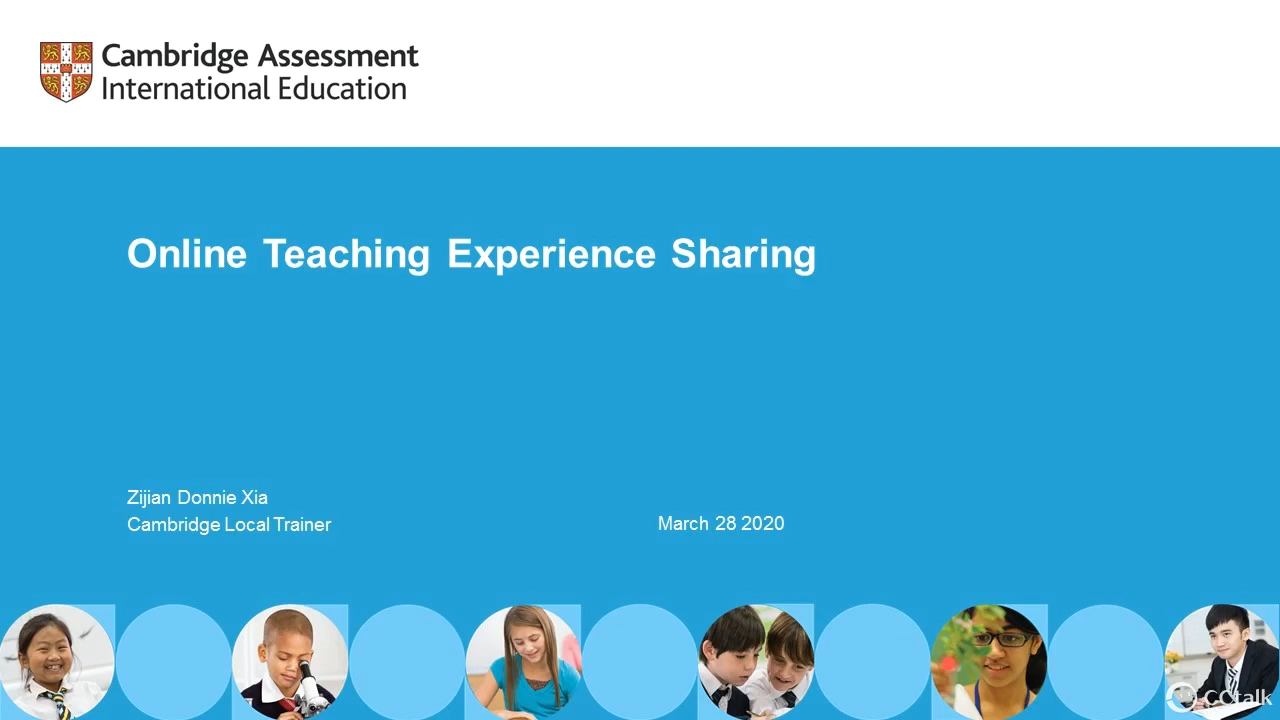 Cambridge Assessment
International Education
Online Teaching Experience Sharing
Zijian Donnie Xia
Cambridge Local Trainer
March 28 2020
CCtalk